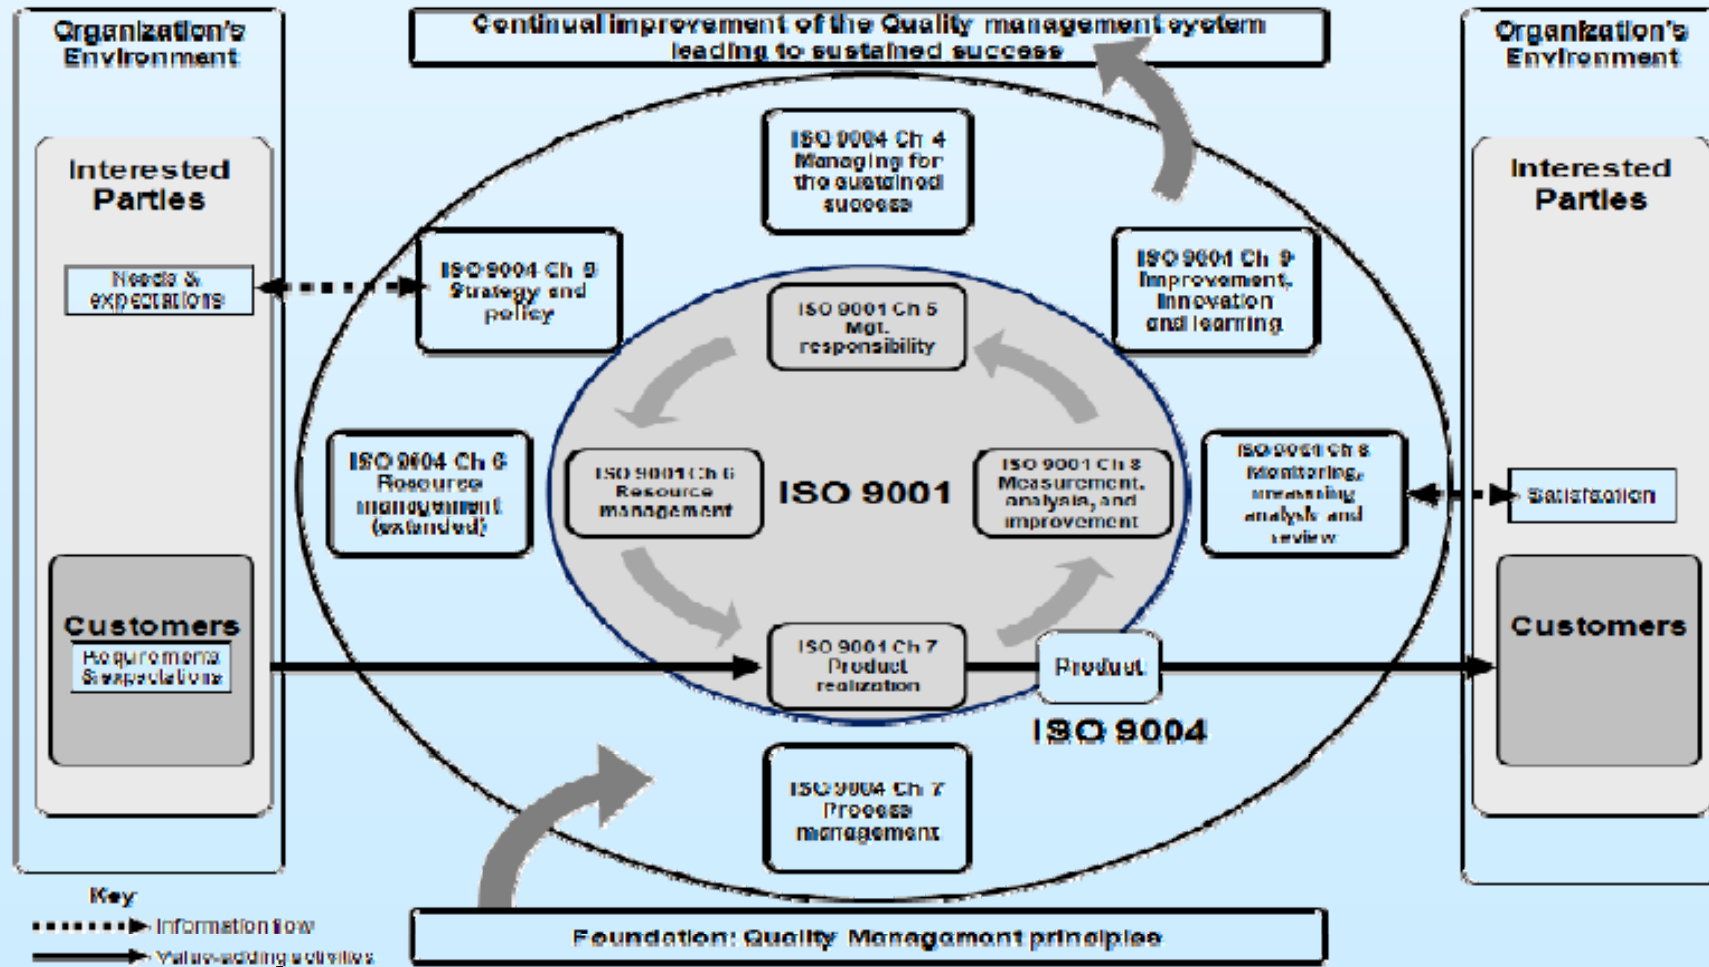 Organization's
Environment
Continual improvement of the Quality management system
leading to sustained success
Organization's
Environment
Interested
Parties
Needs &
expectations
Customers
Requirements
& expectations
ISO 9004 Ch 4
Managing for
the sustained
success
ISO 9004 Ch 5
Strategy and
policy
ISO 9004 Ch 9
Improvement,
Innovation
and learning
ISO 9001 Ch 5
Mgt.
responsibility
ISO 9004 Ch 6
Resource
management
(extended)
ISO 9001 Ch 6
Resource
management
ISO 9001
ISO 9001 Ch 8
Measurement,
analysis, and
improvement
ISO 9004 Ch 8
Monitoring,
measuring
analysis and
review
ISO 9001 Ch 7
Product
realization
Product
ISO 9004
ISO 9004 Ch 7
Process
management
Interested
Parties
Satisfaction
Customers
Key
Information flow
Value-adding activities
Foundation: Quality Management principles